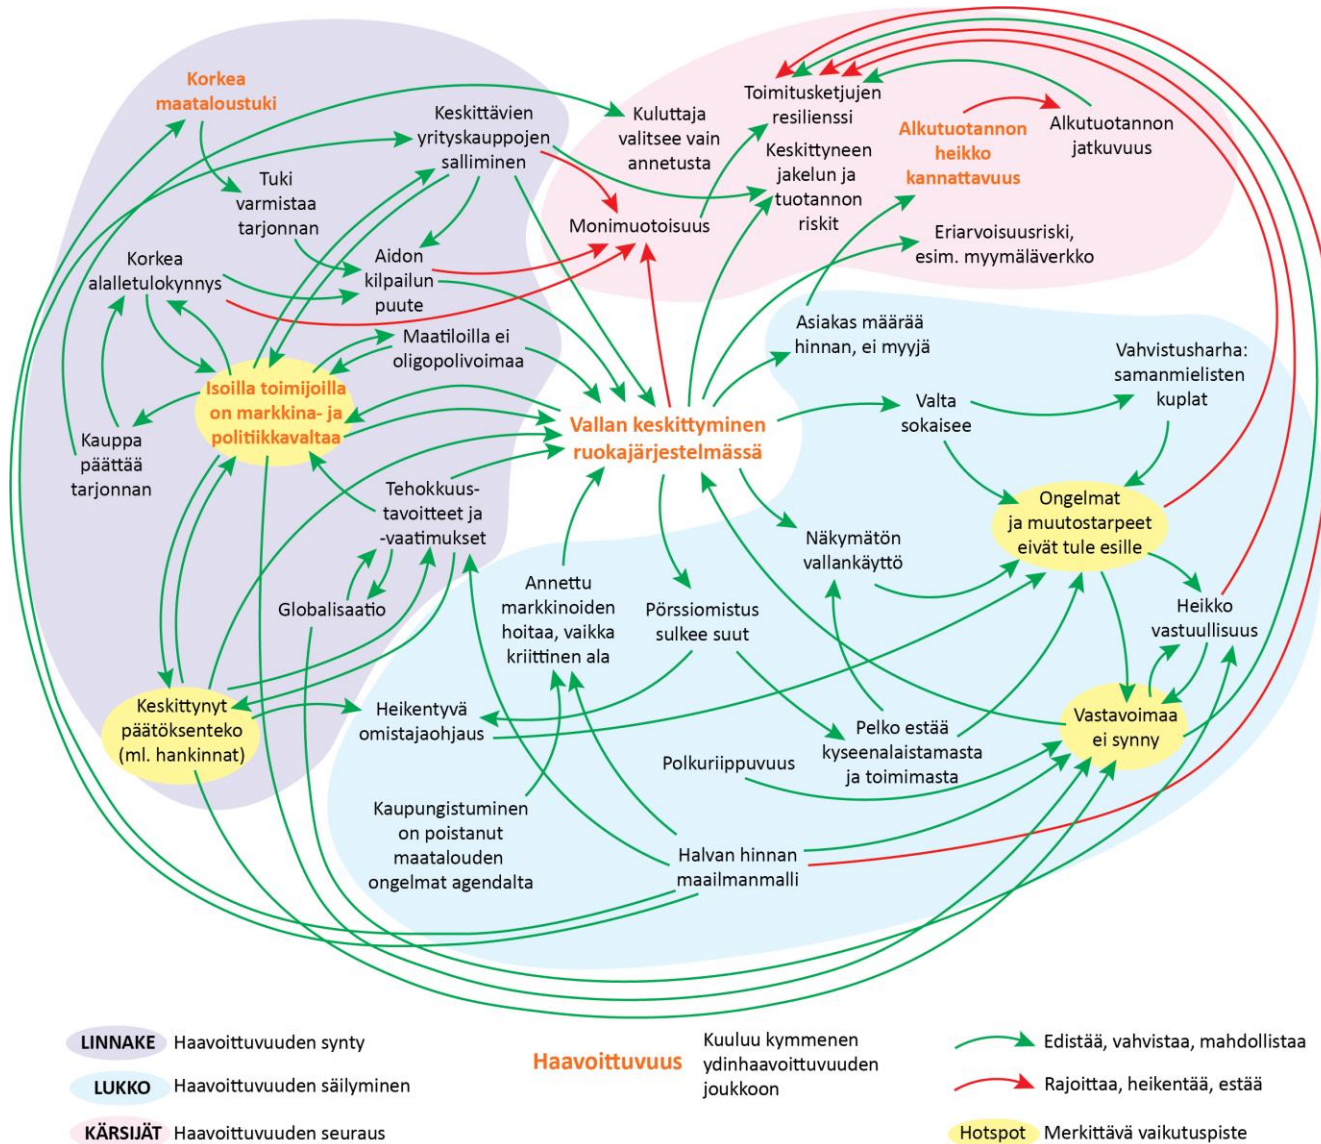 Korkea
maataloustuki
Tuki
varmistaa
tarjonnan
Korkea
alalletulokynnys
Keskittävien
yrityskauppojen
salliminen
Aidon
kilpailun
puute
Maatiloilla ei
oligopolivoimaa
Isoilla toimijoilla
on markkina- ja
politiikkavaltaa
Kauppa
päättää
tarjonnan
Tehokkuus-
tavoitteet ja
-vaatimukset
Globalisaatio
Keskittynyt
päätöksenteko
(ml. hankinnat)
Kuluttaja
valitsee vain
annetusta
Toimitusketjujen
resilienssi
Keskittyneen
jakelun ja
tuotannon
riskit
Monimuotoisuus
Alkutuotannon
heikko
kannattavuus
Alkutuotannon
jatkuvuus
Eriarvoisuusriski,
esim. myymäläverkko
Vallan keskittyminen
ruokajärjestelmässä
Asiakas määrää
hinnan, ei myyjä
Valta
sokaisee
Vahvistusharha:
samanmielisten
kuplat
Ongelmat
ja muutostarpeet
eivät tule esille
Näkymätön
vallankäyttö
Annettu
markkinoiden
hoitaa, vaikka
kriittinen ala
Pörssiomistus
sulkee suut
Heikko
vastuullisuus
Heikentyvä
omistajaohjaus
Pelko estää
kyseenalaistamasta
ja toimimasta
Vastavoimaa
ei synny
Polkuriippuvuus
Kaupungistuminen
on poistanut
maatalouden
ongelmat agendalta
Halvan hinnan
maailmanmalli
LINNAKE Haavoittuvuuden synty
LUKKO Haavoittuvuuden säilyminen
KÄRSIJÄT Haavoittuvuuden seuraus
Haavoittuvuus
Kuuluu kymmenen
ydinhaavoittuvuuden
joukkoon
Edistää, vahvistaa, mahdollistaa
Rajoittaa, heikentää, estää
Hotspot Merkittävä vaikutuspiste